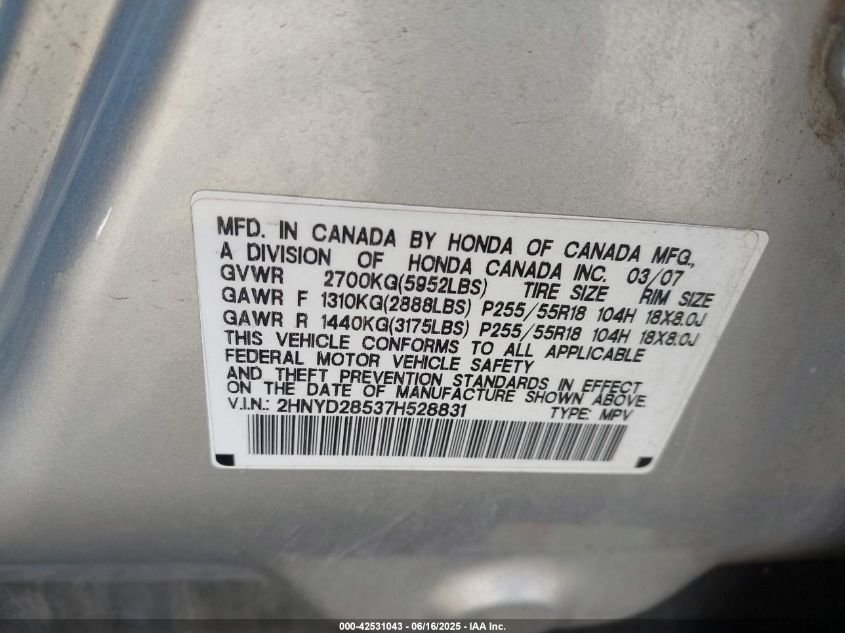 MFD. IN CANADA BY HONDA OF CANADA MFG.,
A DIVISION OF HONDA CANADA INC. 03/07
GVWR 2700KG(5952LBS) TIRE SIZE RIM SIZE
GAWR F 1310KG(2888LBS) P255/55R18 104H 18X8.0J
GAWR R 1440KG(3175LBS) P255/55R18 104H 18X8.0J
THIS VEHICLE CONFORMS TO ALL APPLICABLE
FEDERAL MOTOR VEHICLE SAFETY
AND THEFT PREVENTION STANDARDS IN EFFECT
ON THE DATE OF MANUFACTURE SHOWN ABOVE.
V.I.N.: 2HNYD28537H528831 TYPE: MPV
000-42531043 - 06/16/2025 - IAA Inc.